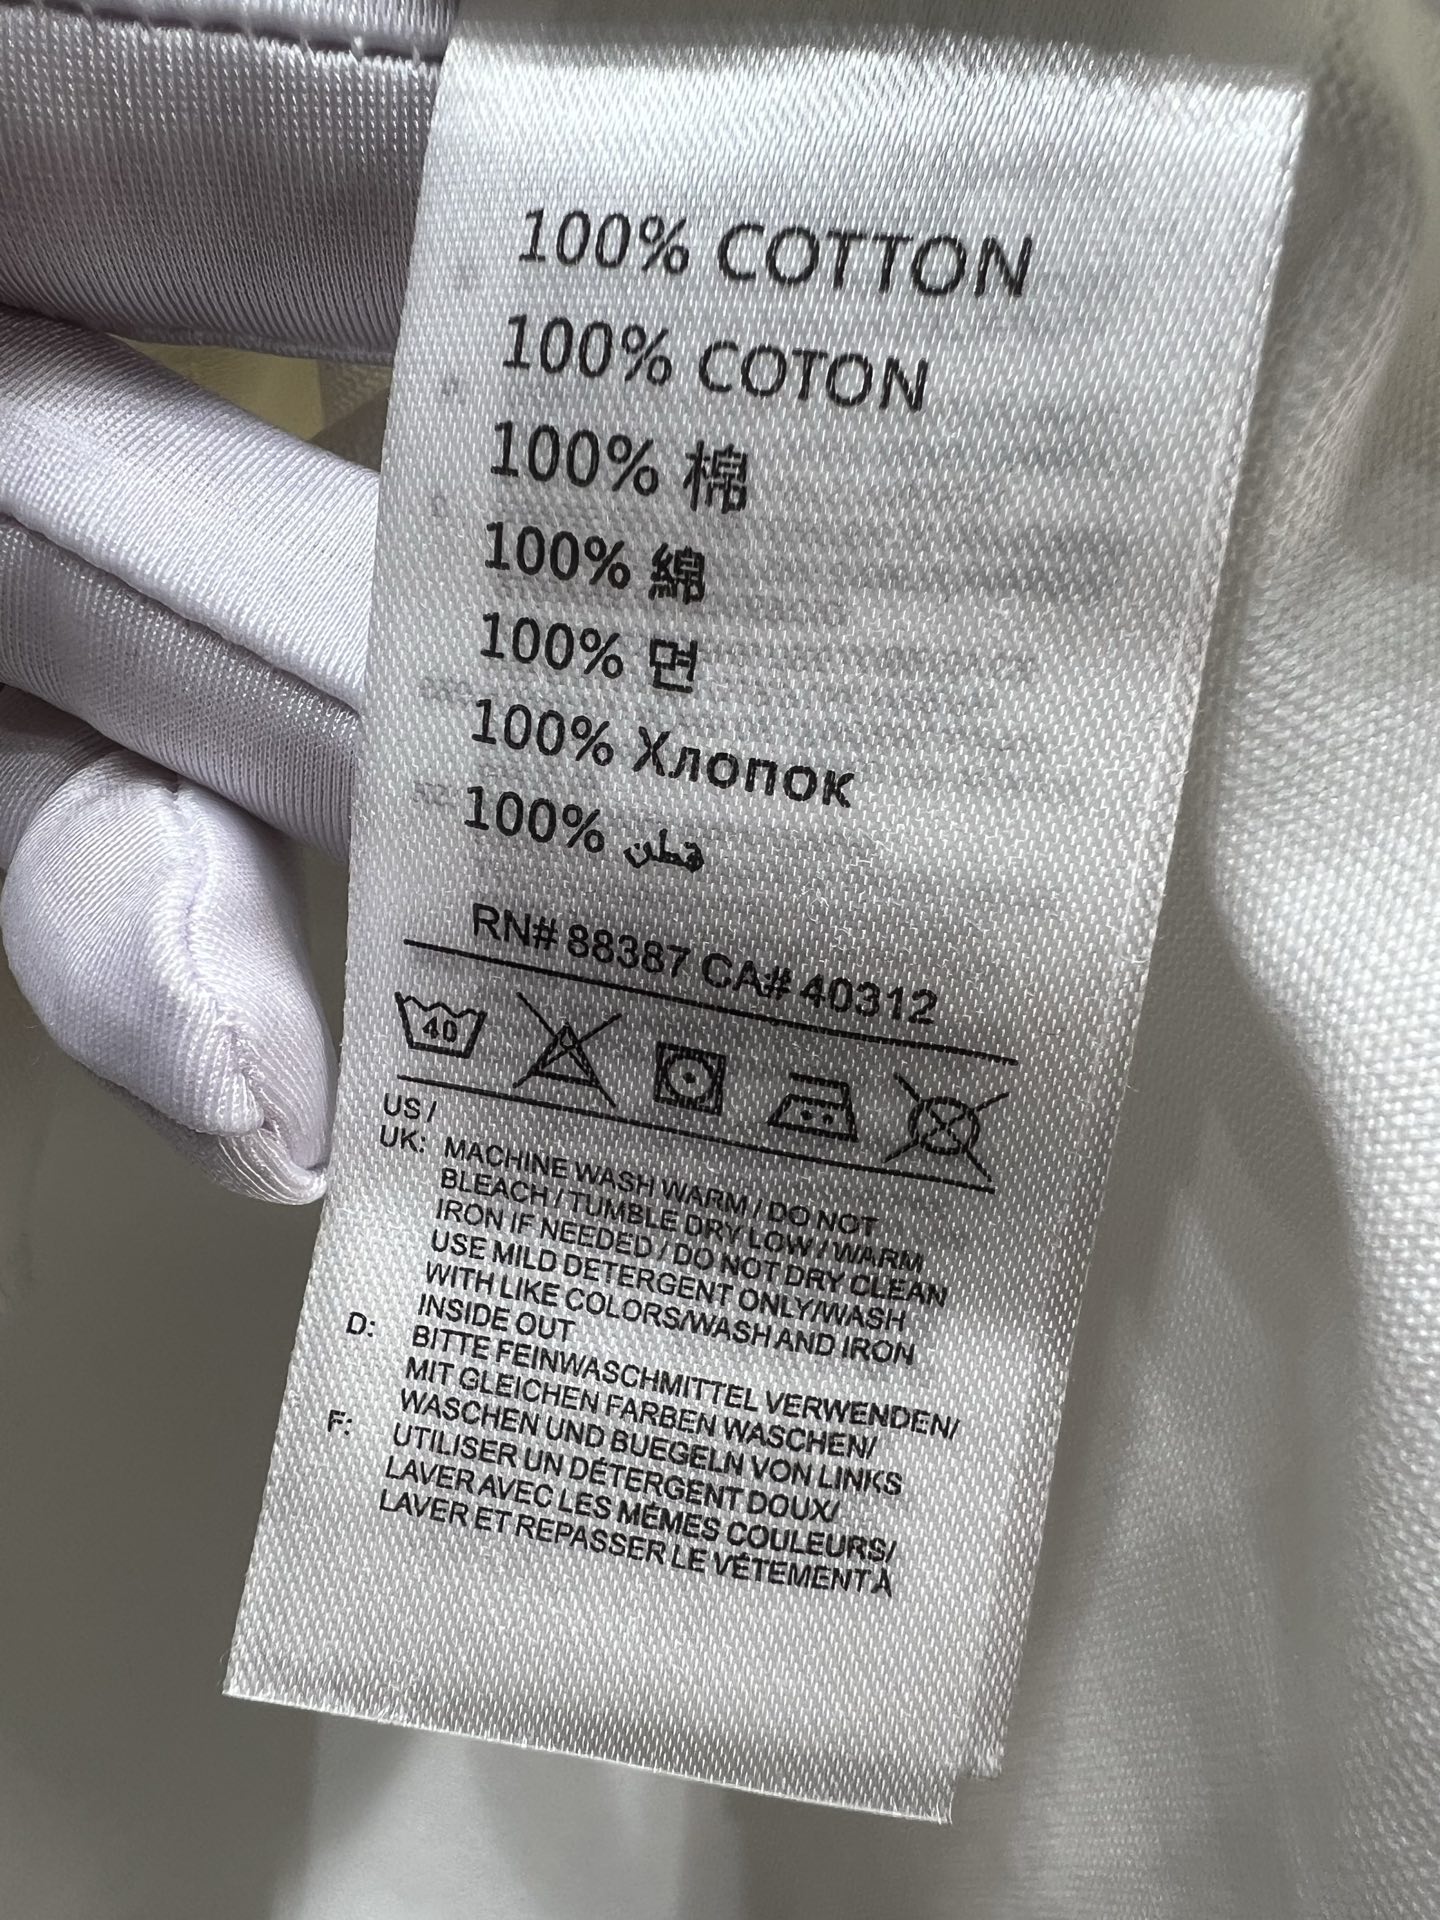 100% COTTON
100% COTON
100% 棉
100% 綿
100% 면
100% Хлопок
100% قطن
RN# 88387 CA# 40312
40
US /
UK: MACHINE WASH WARM / DO NOT
BLEACH / TUMBLE DRY LOW / WARM
IRON IF NEEDED / DO NOT DRY CLEAN
USE MILD DETERGENT ONLY/WASH
WITH LIKE COLORS/WASH AND IRON
INSIDE OUT
D: BITTE FEINWASCHMITTEL VERWENDEN/
MIT GLEICHEN FARBEN WASCHEN/
WASCHEN UND BUEGELN VON LINKS
F: UTILISER UN DÉTERGENT DOUX/
LAVER AVEC LES MÊMES COULEURS/
LAVER ET REPASSER LE VÊTEMENT À